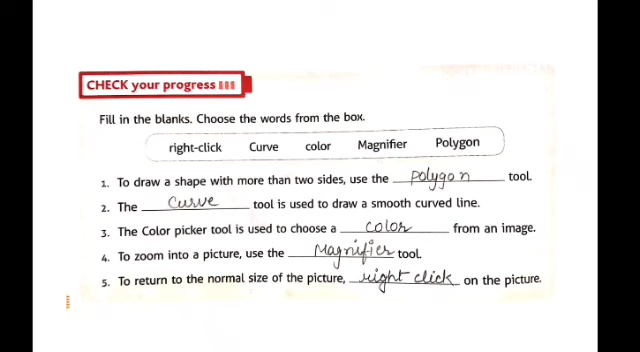 CHECK your progress
Fill in the blanks. Choose the words from the box.
right-click Curve color Magnifier Polygon
1. To draw a shape with more than two sides, use the polygon tool.
2. The Curve tool is used to draw a smooth curved line.
3. The Color picker tool is used to choose a color from an image.
4. To zoom into a picture, use the Magnifier tool.
5. To return to the normal size of the picture, right click on the picture.